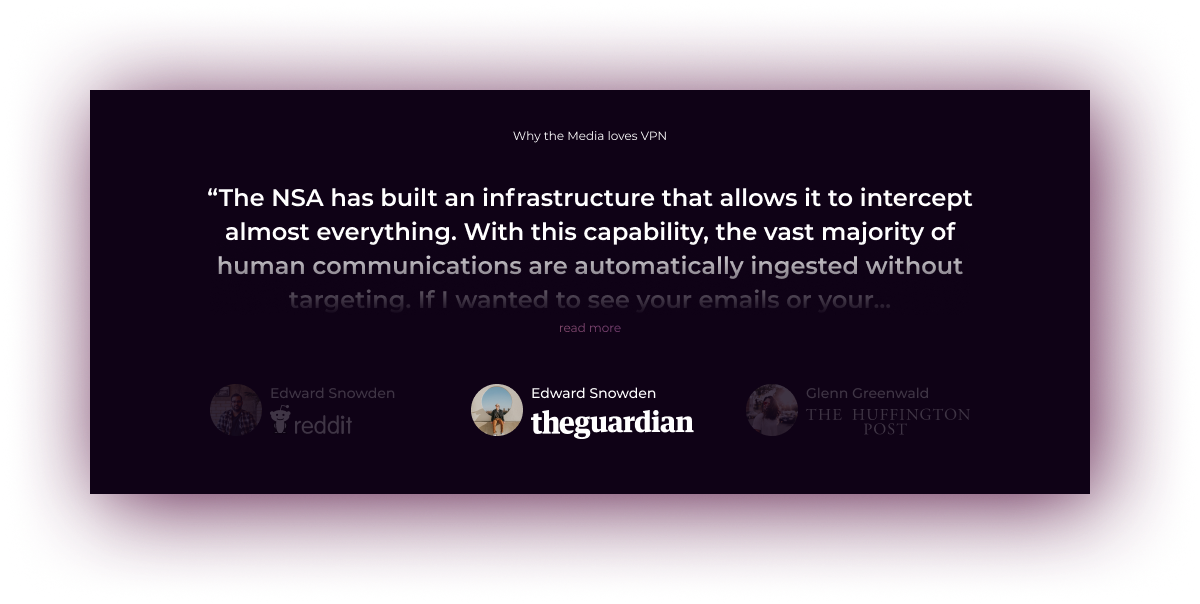 Why the Media loves VPN
“The NSA has built an infrastructure that allows it to intercept
almost everything. With this capability, the vast majority of
human communications are automatically ingested without
targeting. If I wanted to see your emails or your...
read more
Edward Snowden
reddit
Edward Snowden
theguardian
Glenn Greenwald
THE HUFFINGTON
POST